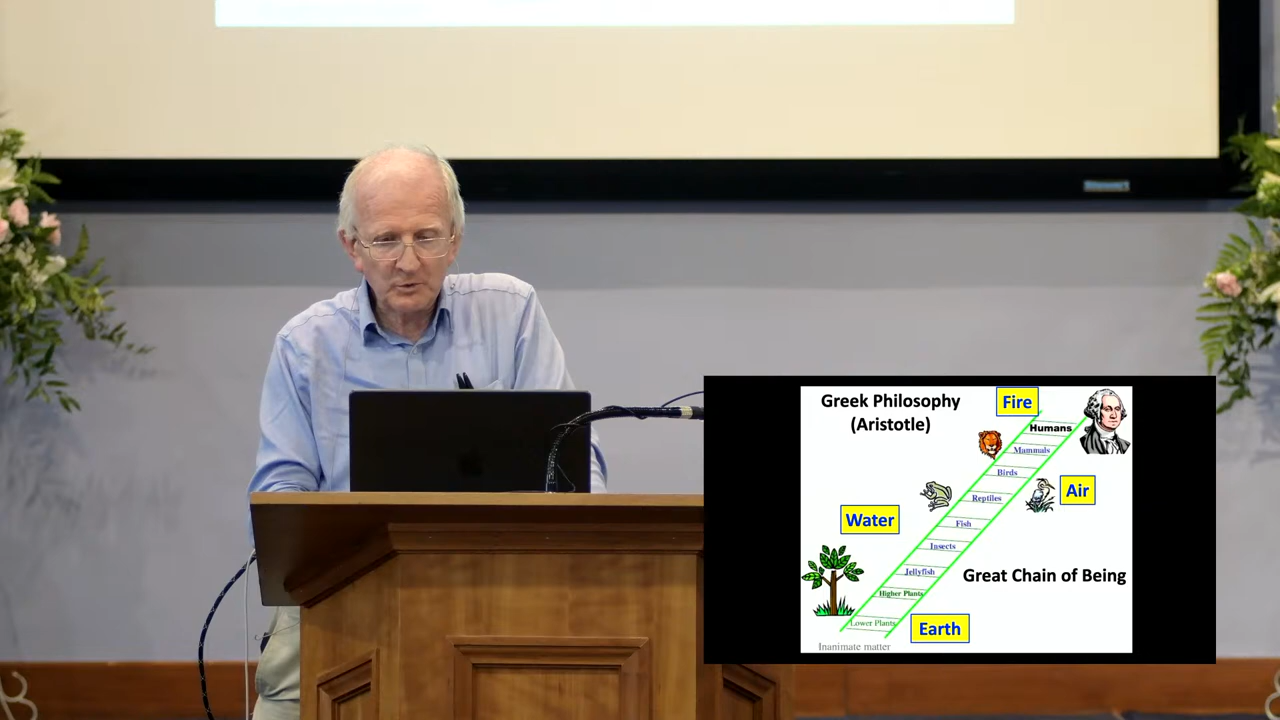 Greek Philosophy
(Aristotle)
Fire
Humans
Mammals
Birds
Air
Reptiles
Water
Fish
Insects
Jellyfish
Great Chain of Being
Higher Plants
Lower Plants
Earth
Inanimate matter